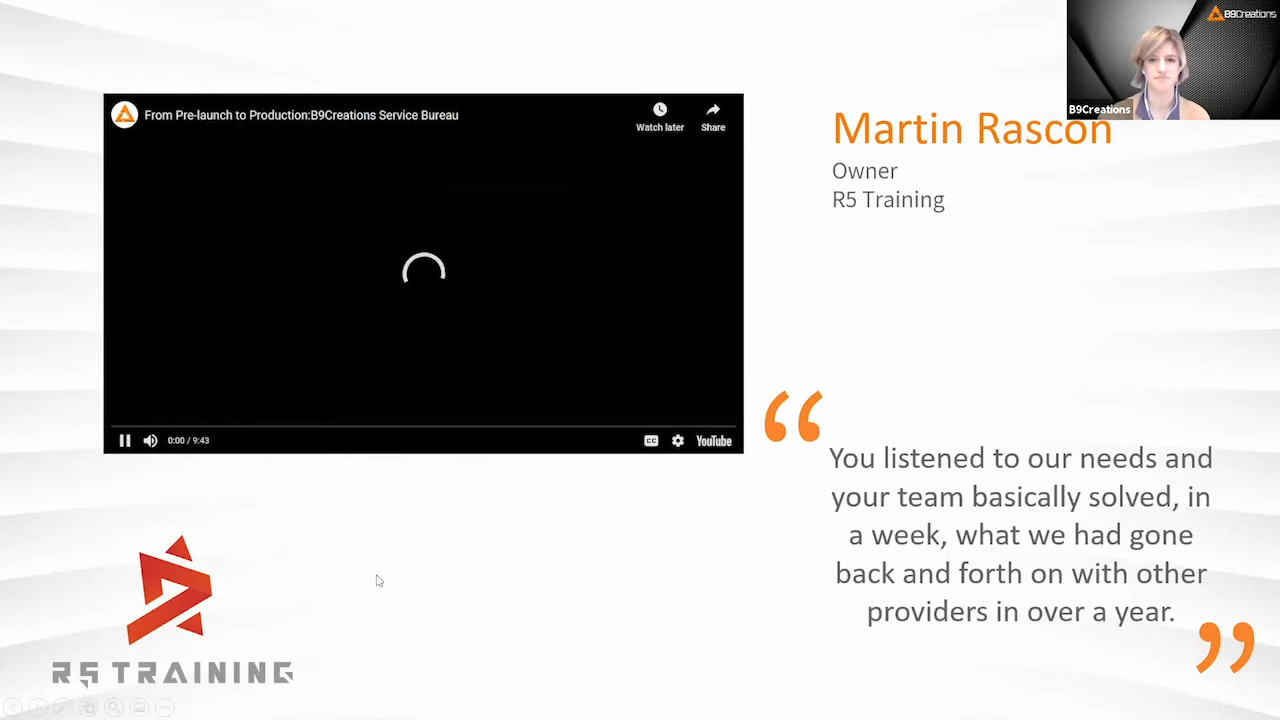 B9Creations
From Pre-launch to Production:B9Creations Service Bureau
Watch later
Share
B9Creations
Martin Rascon
Owner
R5 Training
0:00 / 9:43
CC
YouTube
“
You listened to our needs and
your team basically solved, in
a week, what we had gone
back and forth on with other
providers in over a year.
”
R5 TRAINING